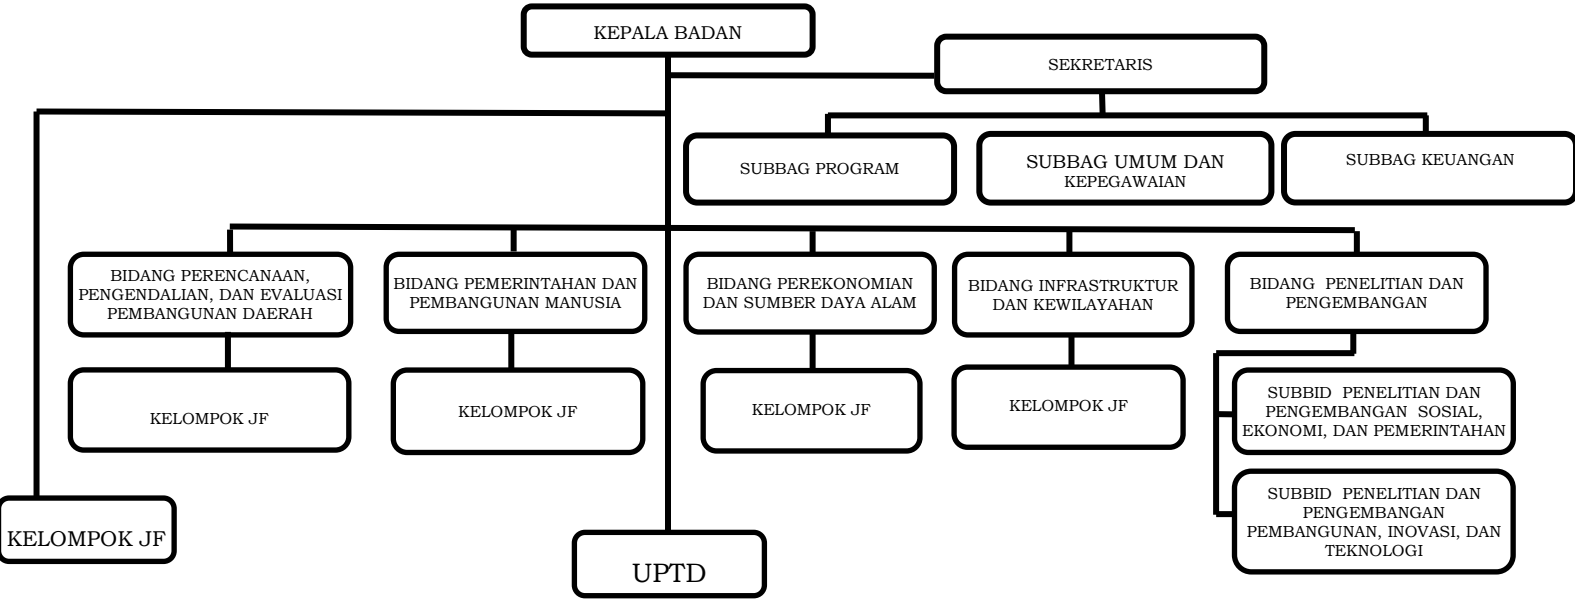 KEPALA BADAN
SEKRETARIS
SUBBAG PROGRAM
SUBBAG UMUM DAN
KEPEGAWAIAN
SUBBAG KEUANGAN
BIDANG PERENCANAAN,
PENGENDALIAN, DAN EVALUASI
PEMBANGUNAN DAERAH
BIDANG PEMERINTAHAN DAN
PEMBANGUNAN MANUSIA
BIDANG PEREKONOMIAN
DAN SUMBER DAYA ALAM
BIDANG INFRASTRUKTUR
DAN KEWILAYAHAN
BIDANG PENELITIAN DAN
PENGEMBANGAN
KELOMPOK JF
KELOMPOK JF
KELOMPOK JF
KELOMPOK JF
SUBBID PENELITIAN DAN
PENGEMBANGAN SOSIAL,
EKONOMI, DAN PEMERINTAHAN
SUBBID PENELITIAN DAN
PENGEMBANGAN
PEMBANGUNAN, INOVASI, DAN
TEKNOLOGI
KELOMPOK JF
UPTD